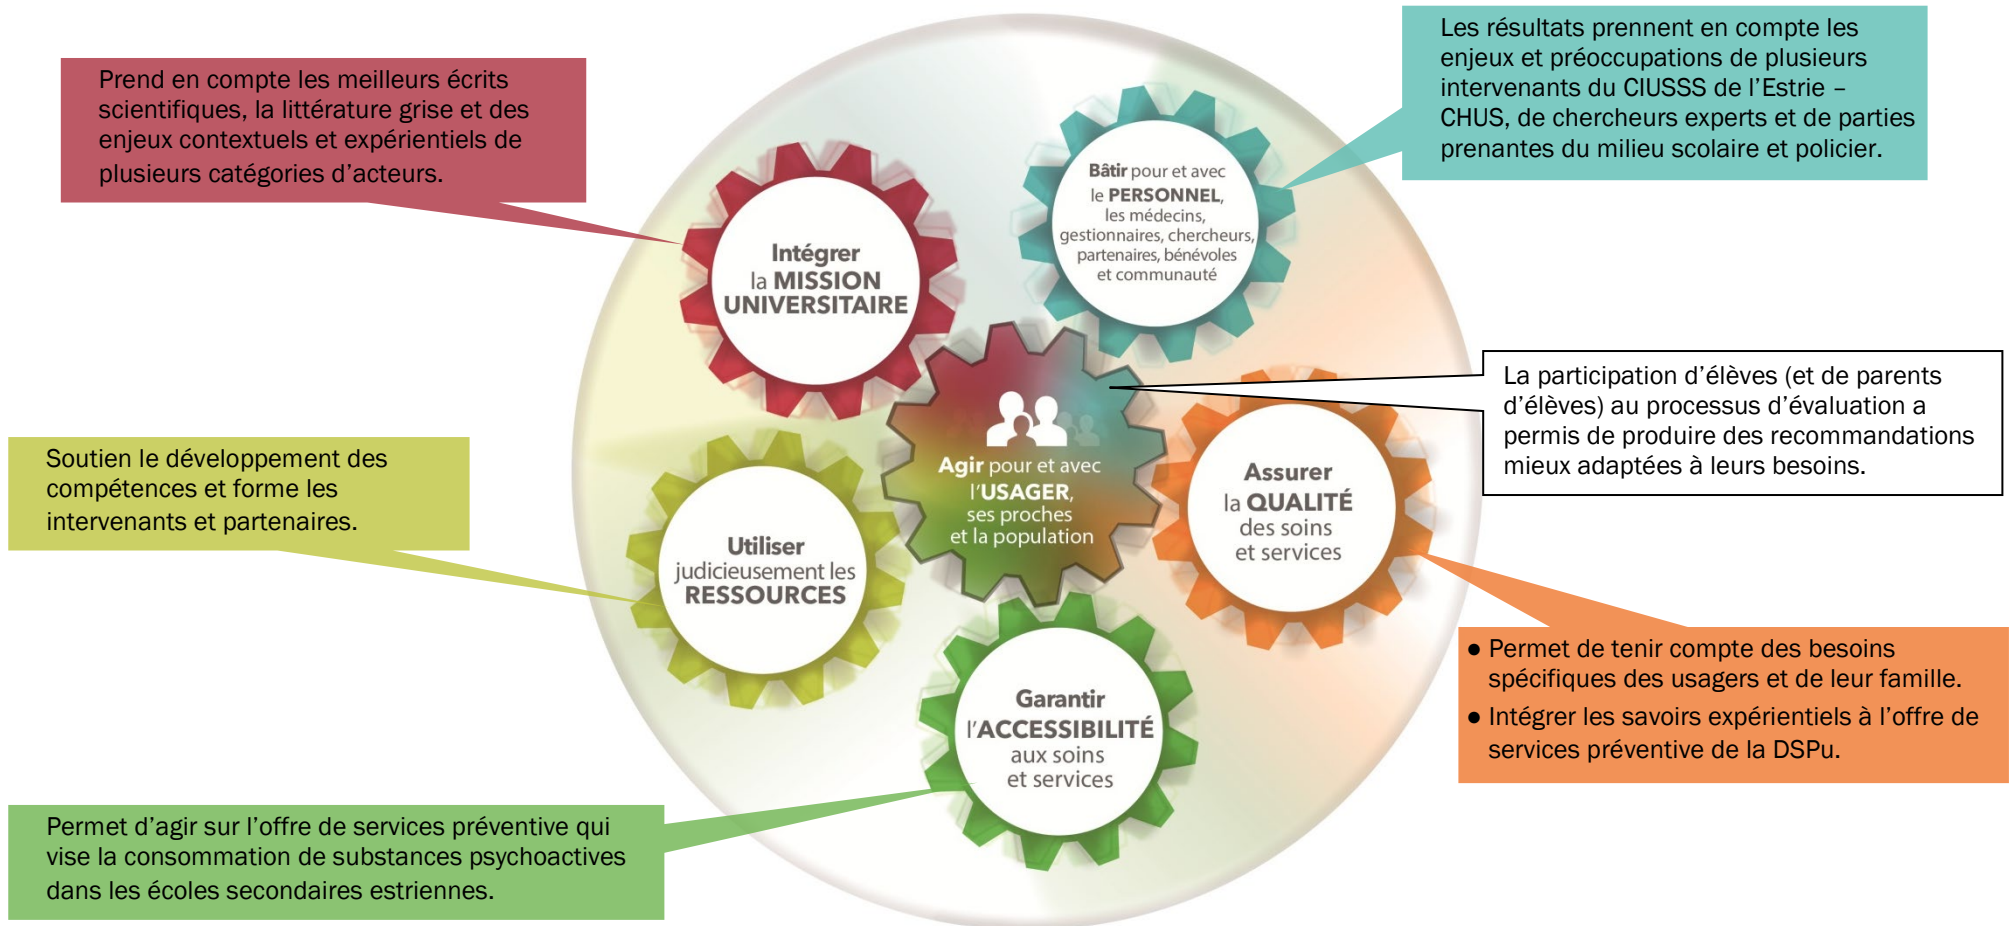 Prend en compte les meilleurs écrits
scientifiques, la littérature grise et des
enjeux contextuels et expérientiels de
plusieurs catégories d’acteurs.
Les résultats prennent en compte les
enjeux et préoccupations de plusieurs
intervenants du CIUSSS de l’Estrie –
CHUS, de chercheurs experts et de parties
prenantes du milieu scolaire et policier.
Intégrer
la MISSION
UNIVERSITAIRE
Bâtir pour et avec
le PERSONNEL,
les médecins,
gestionnaires, chercheurs,
partenaires, bénévoles
et communauté
La participation d’élèves (et de parents
d’élèves) au processus d’évaluation a
permis de produire des recommandations
mieux adaptées à leurs besoins.
Agir pour et avec
l’USAGER,
ses proches
et la population
Assurer
la QUALITÉ
des soins
et services
Soutien le développement des
compétences et forme les
intervenants et partenaires.
Utiliser
judicieusement les
RESSOURCES
● Permet de tenir compte des besoins
spécifiques des usagers et de leur famille.
● Intégrer les savoirs expérientiels à l’offre de
services préventive de la DSPu.
Garantir
l’ACCESSIBILITÉ
aux soins
et services
Permet d’agir sur l’offre de services préventive qui
vise la consommation de substances psychoactives
dans les écoles secondaires estriennes.